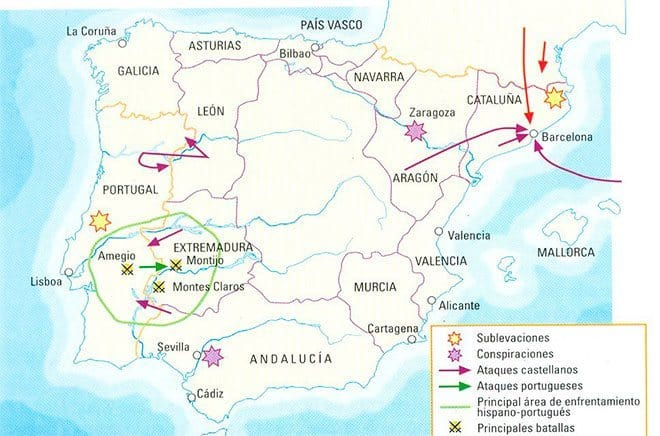 PAÍS VASCO
La Coruña
ASTURIAS
Bilbao
GALICIA
NAVARRA
LEÓN
Zaragoza
CATALUÑA
Barcelona
ARAGÓN
PORTUGAL
Valencia
MALLORCA
EXTREMADURA
Amegio
Montijo
VALENCIA
Lisboa
Montes Claros
MURCIA
Alicante
Cartagena
Sevilla
ANDALUCÍA
Cádiz
Sublevaciones
Conspiraciones
Ataques castellanos
Ataques portugueses
Principal área de enfrentamiento
hispano-portugués
Principales batallas